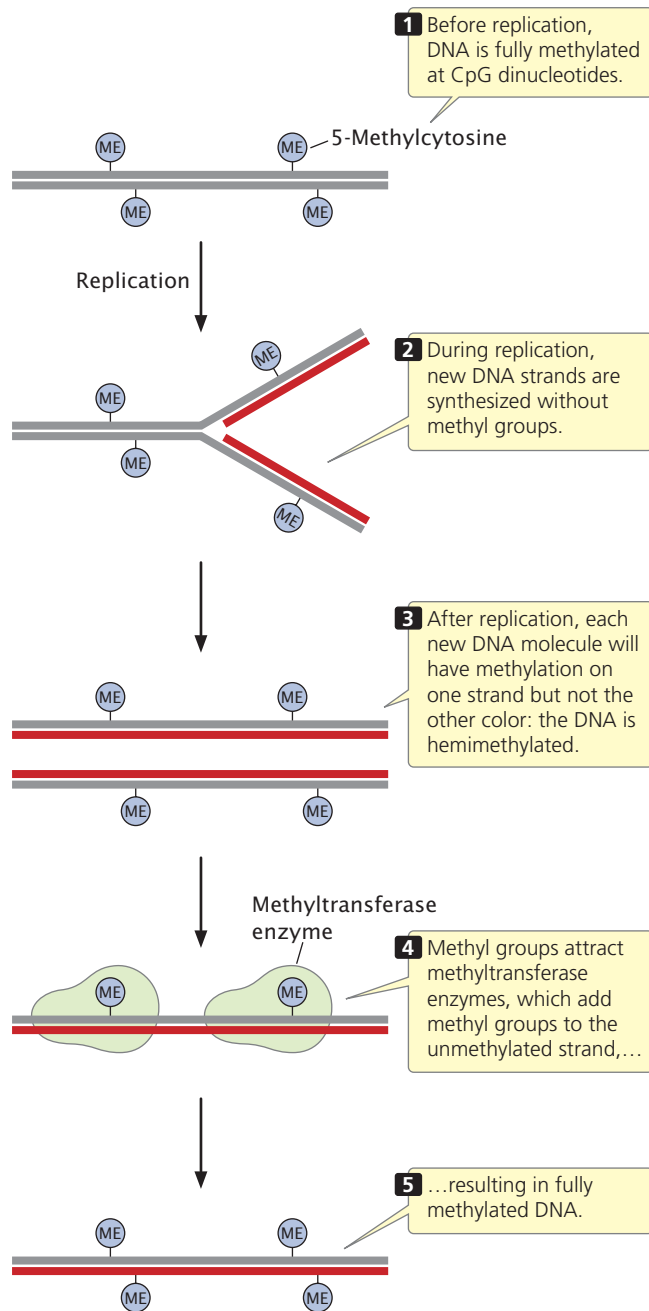 1 Before replication,
DNA is fully methylated
at CpG dinucleotides.
ME
ME
5-Methylcytosine
ME
ME
Replication
ME
2 During replication,
new DNA strands are
synthesized without
methyl groups.
ME
ME
ME
3 After replication, each
new DNA molecule will
have methylation on
one strand but not the
other color: the DNA is
hemimethylated.
ME
ME
ME
ME
Methyltransferase
enzyme
4 Methyl groups attract
methyltransferase
enzymes, which add
methyl groups to the
unmethylated strand,…
ME
ME
5 …resulting in fully
methylated DNA.
ME
ME
ME
ME